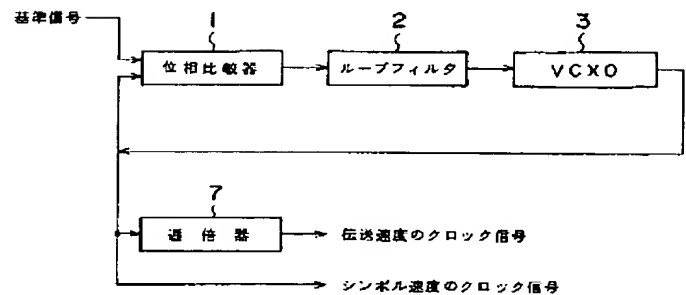 基準信号
1
2
3
位相比較器
ループフィルタ
VCXO
7
逓倍器
伝送速度のクロック信号
シンボル速度のクロック信号